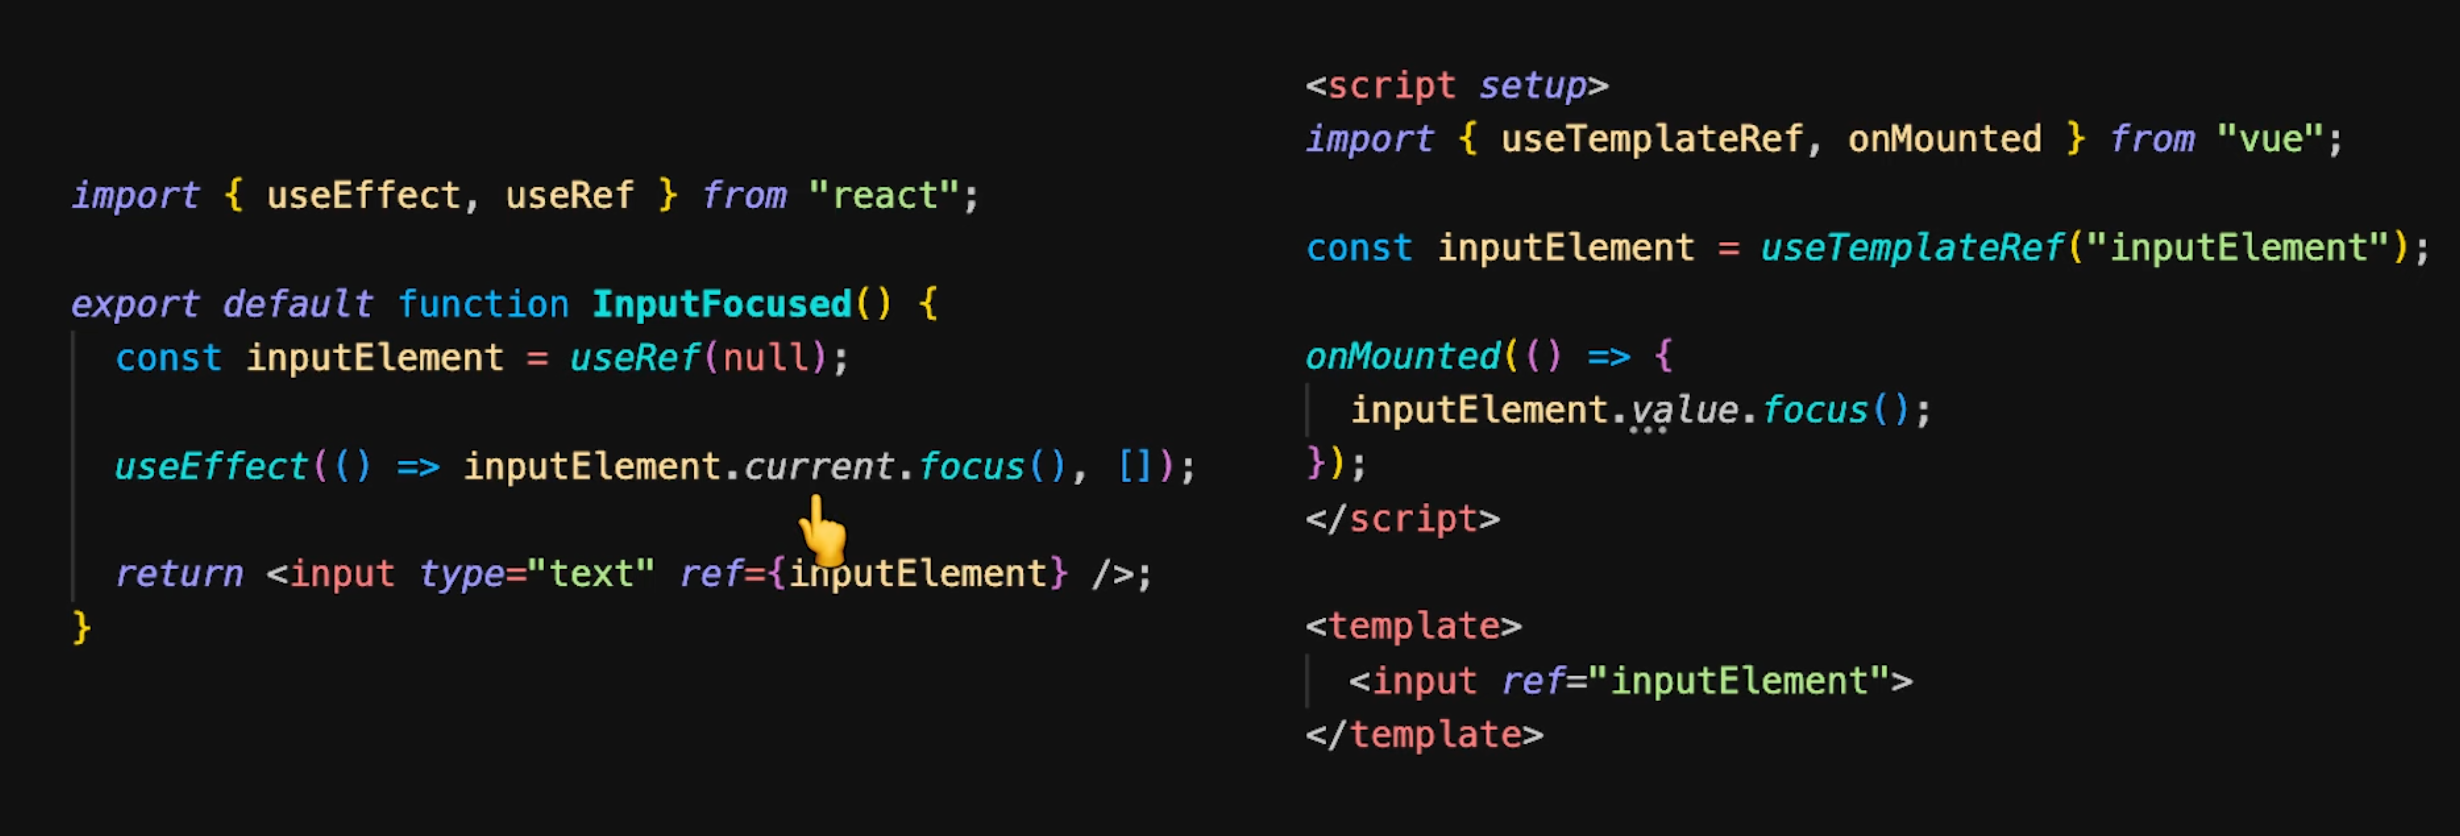 import { useEffect, useRef } from "react";
export default function InputFocused() {
const inputElement = useRef(null);
useEffect(() => inputElement.current.focus(), []);
return <input type="text" ref={inputElement} />;
}
<script setup>
import { useTemplateRef, onMounted } from "vue";
const inputElement = useTemplateRef("inputElement");
onMounted(() => {
inputElement.value.focus();
});
</script>
<template>
<input ref="inputElement">
</template>